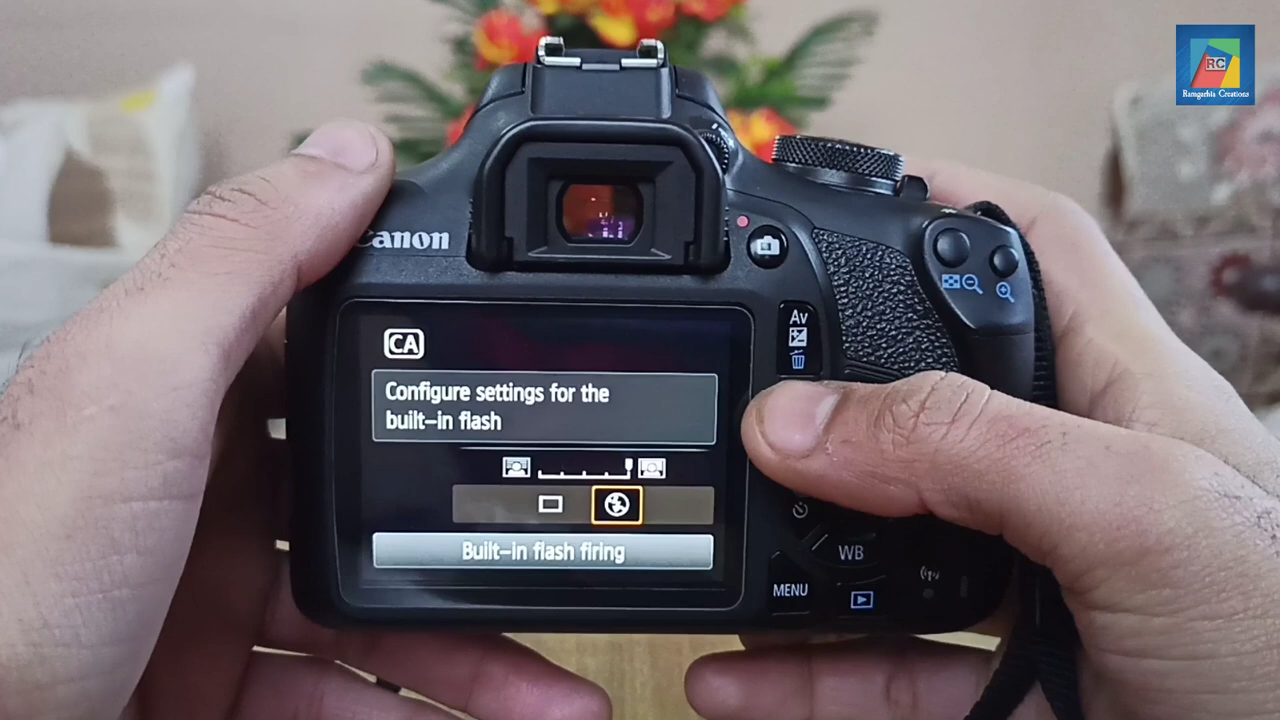 RC
Ramgarhia Creations
Canon
Av
CA
Configure settings for the
built-in flash
Built-in flash firing
WB
MENU